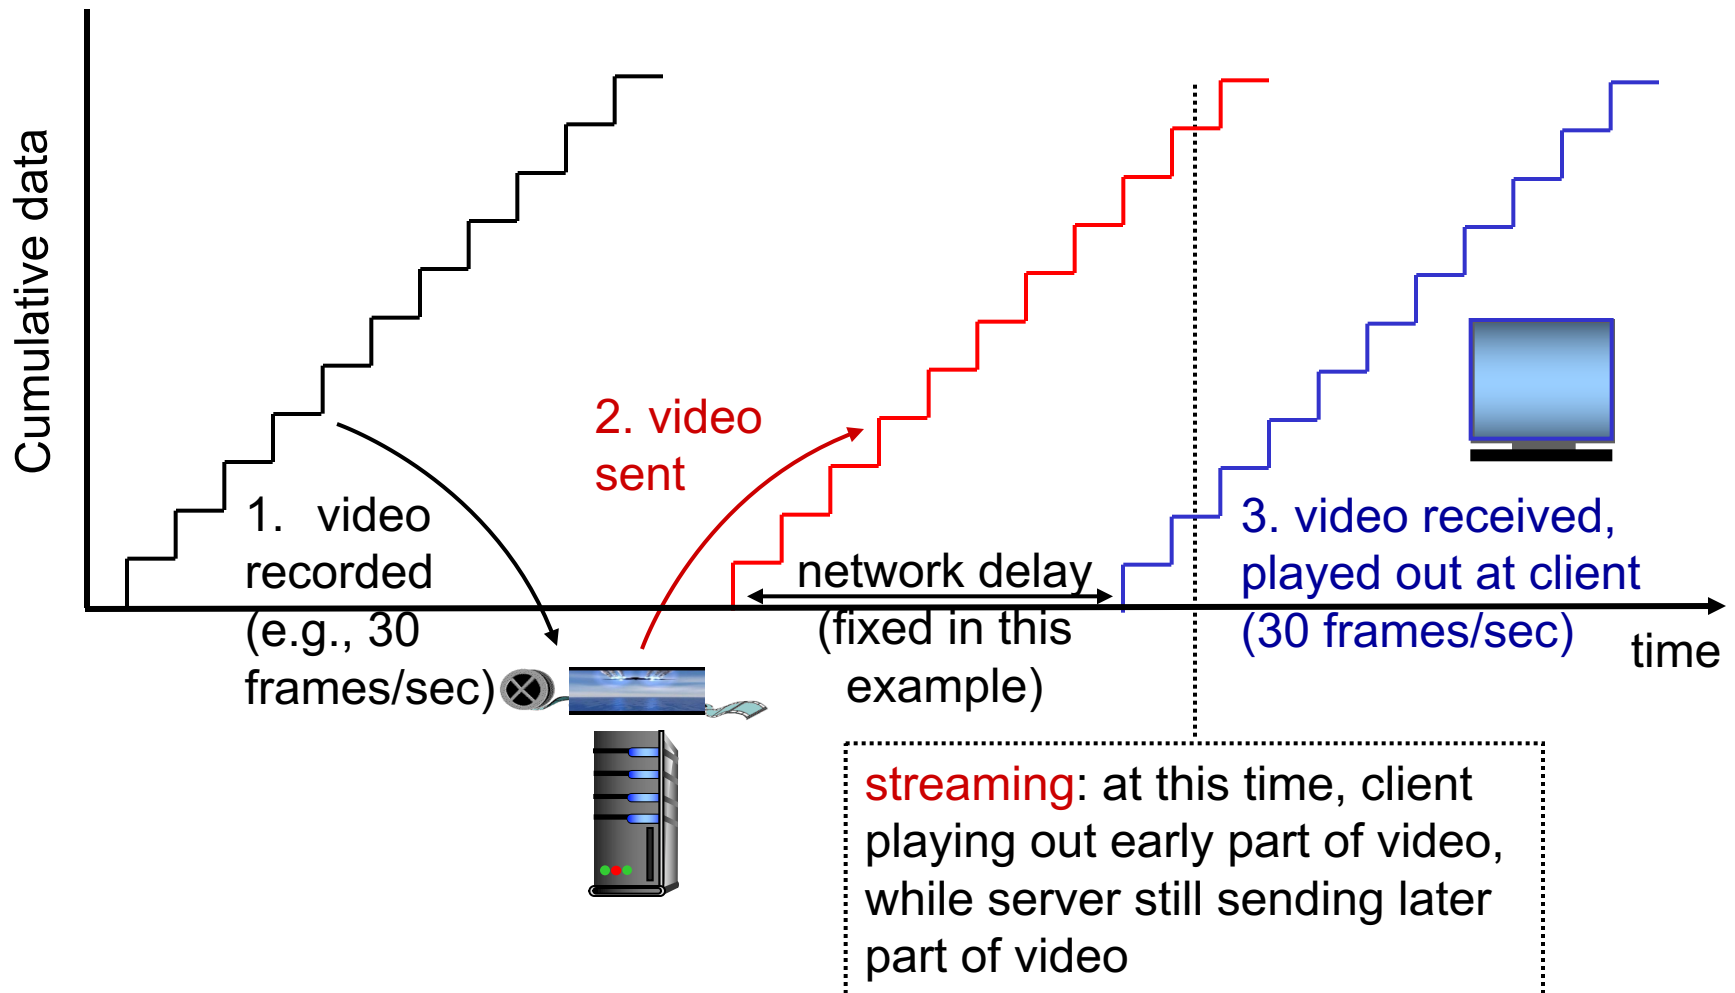 Cumulative data
1. video
recorded
(e.g., 30
frames/sec)
2. video
sent
network delay
(fixed in this
example)
3. video received,
played out at client
(30 frames/sec)
time
streaming: at this time, client
playing out early part of video,
while server still sending later
part of video